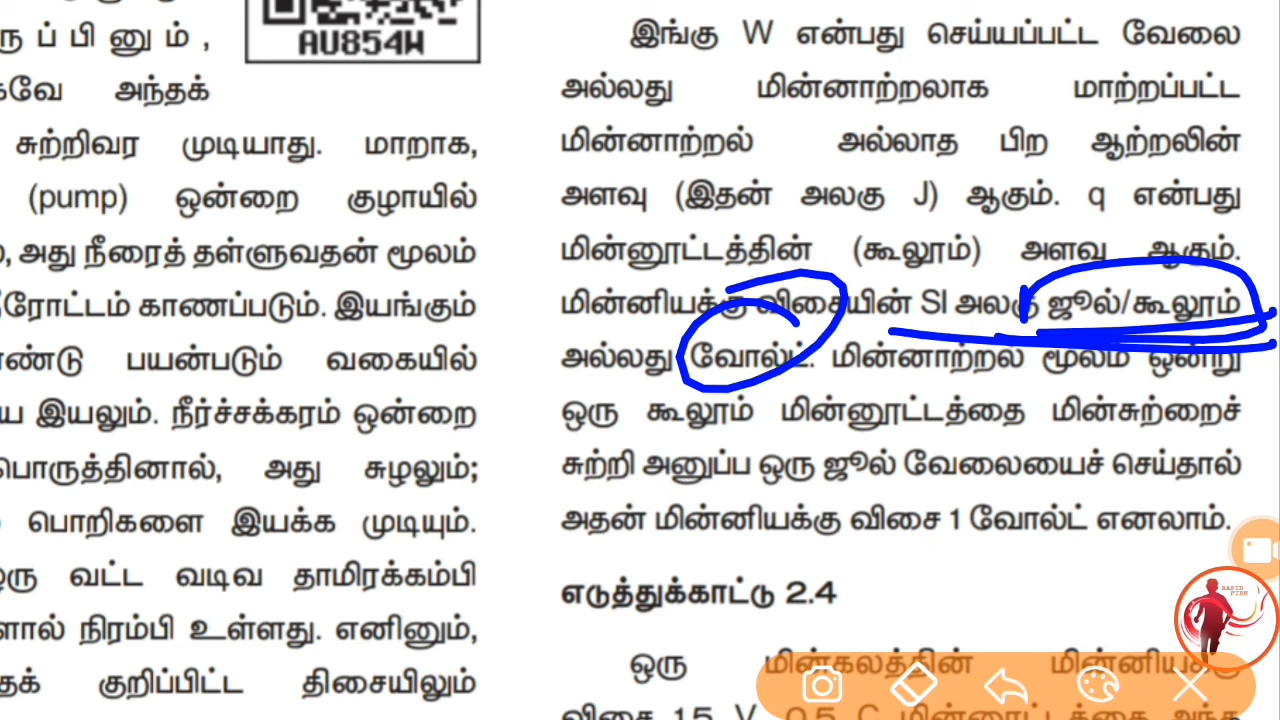 ரு ப் பி னு ம் ,
AU854W
கவே அந்தக்
சுற்றிவர முடியாது. மாறாக,
(pump) ஒன்றை குழாயில்
அது நீரைத் தள்ளுவதன் மூலம்
காணப்படும். இயங்கும்
பயன்படும் வகையில்
இயலும். நீர்ச்சக்கரம் ஒன்றை
அது சுழலும்;
பொறிகளை இயக்க முடியும்.
வட்ட வடிவ தாமிரக்கம்பி
நிரம்பி உள்ளது. எனினும்,
குறிப்பிட்ட திசையிலும்
இங்கு W என்பது செய்யப்பட்ட வேலை
அல்லது மின்னாற்றலாக மாற்றப்பட்ட
மின்னாற்றல் அல்லாத பிற ஆற்றலின்
அளவு (இதன் அலகு J) ஆகும். q என்பது
மின்னூட்டத்தின் (கூலூம்) அளவு ஆகும்.
மின்னியக்கு விசையின் SI அலகு ஜூல்/கூலூம்
அல்லது வோல்ட். மின்னாற்றல் மூலம் ஒன்று
ஒரு கூலூம் மின்னூட்டத்தை மின்சுற்றைச்
சுற்றி அனுப்ப ஒரு ஜூல் வேலையைச் செய்தால்
அதன் மின்னியக்கு விசை 1 வோல்ட் எனலாம்.
எடுத்துக்காட்டு 2.4
ஒரு மின்கலத்தின் மின்னியக்கு
RAPID